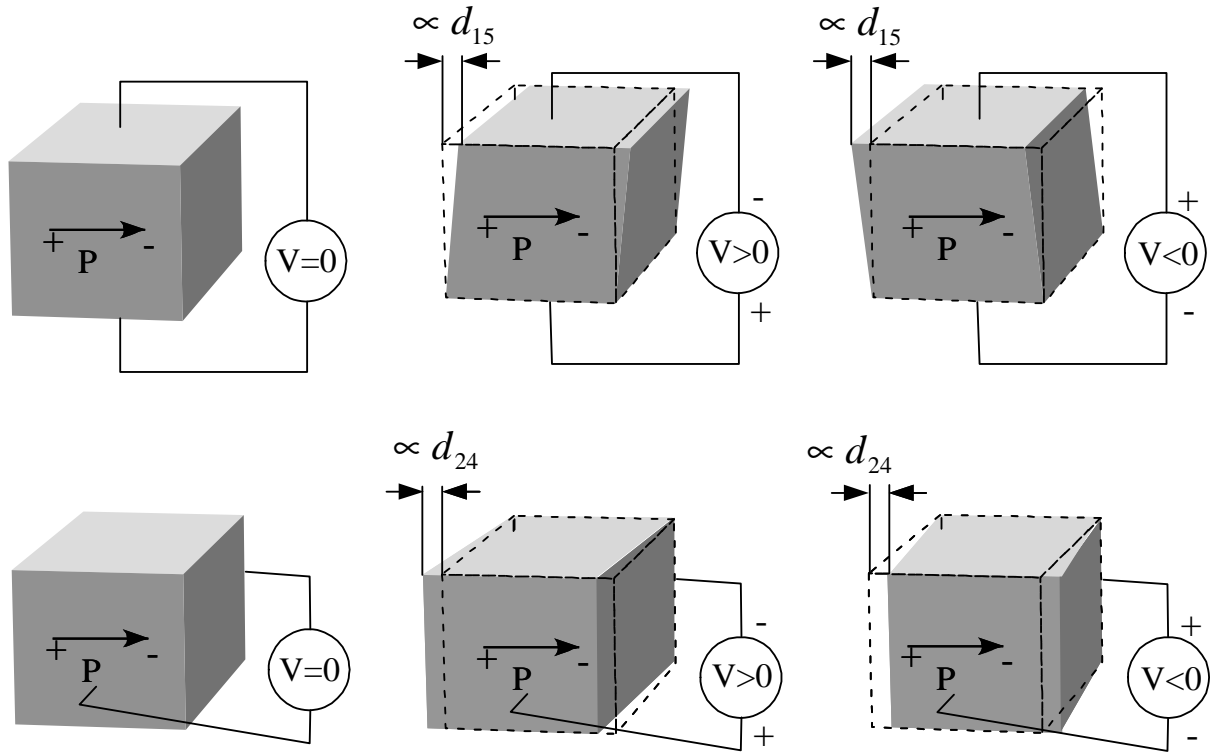 ∝ d₁₅
∝ d₁₅
+ P - V=0
+ P - - V>0 +
+ P - + V<0 -
∝ d₂₄
∝ d₂₄
+ P - V=0
+ P - - V>0 +
+ P - + V<0 -